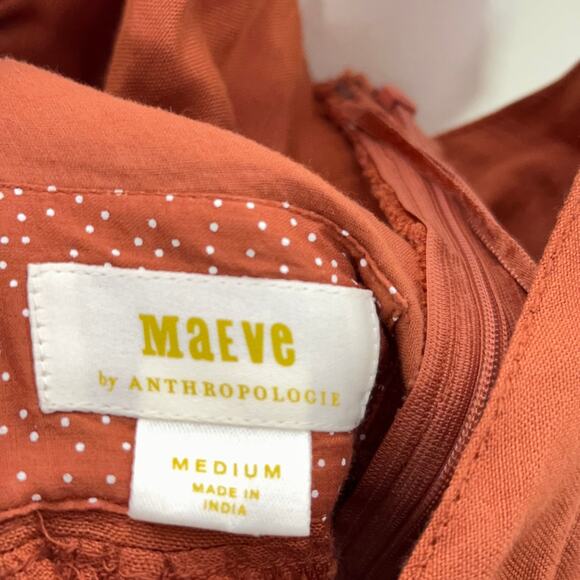 MaEVe
by ANTHROPOLOGIE
MEDIUM
MADE IN
INDIA